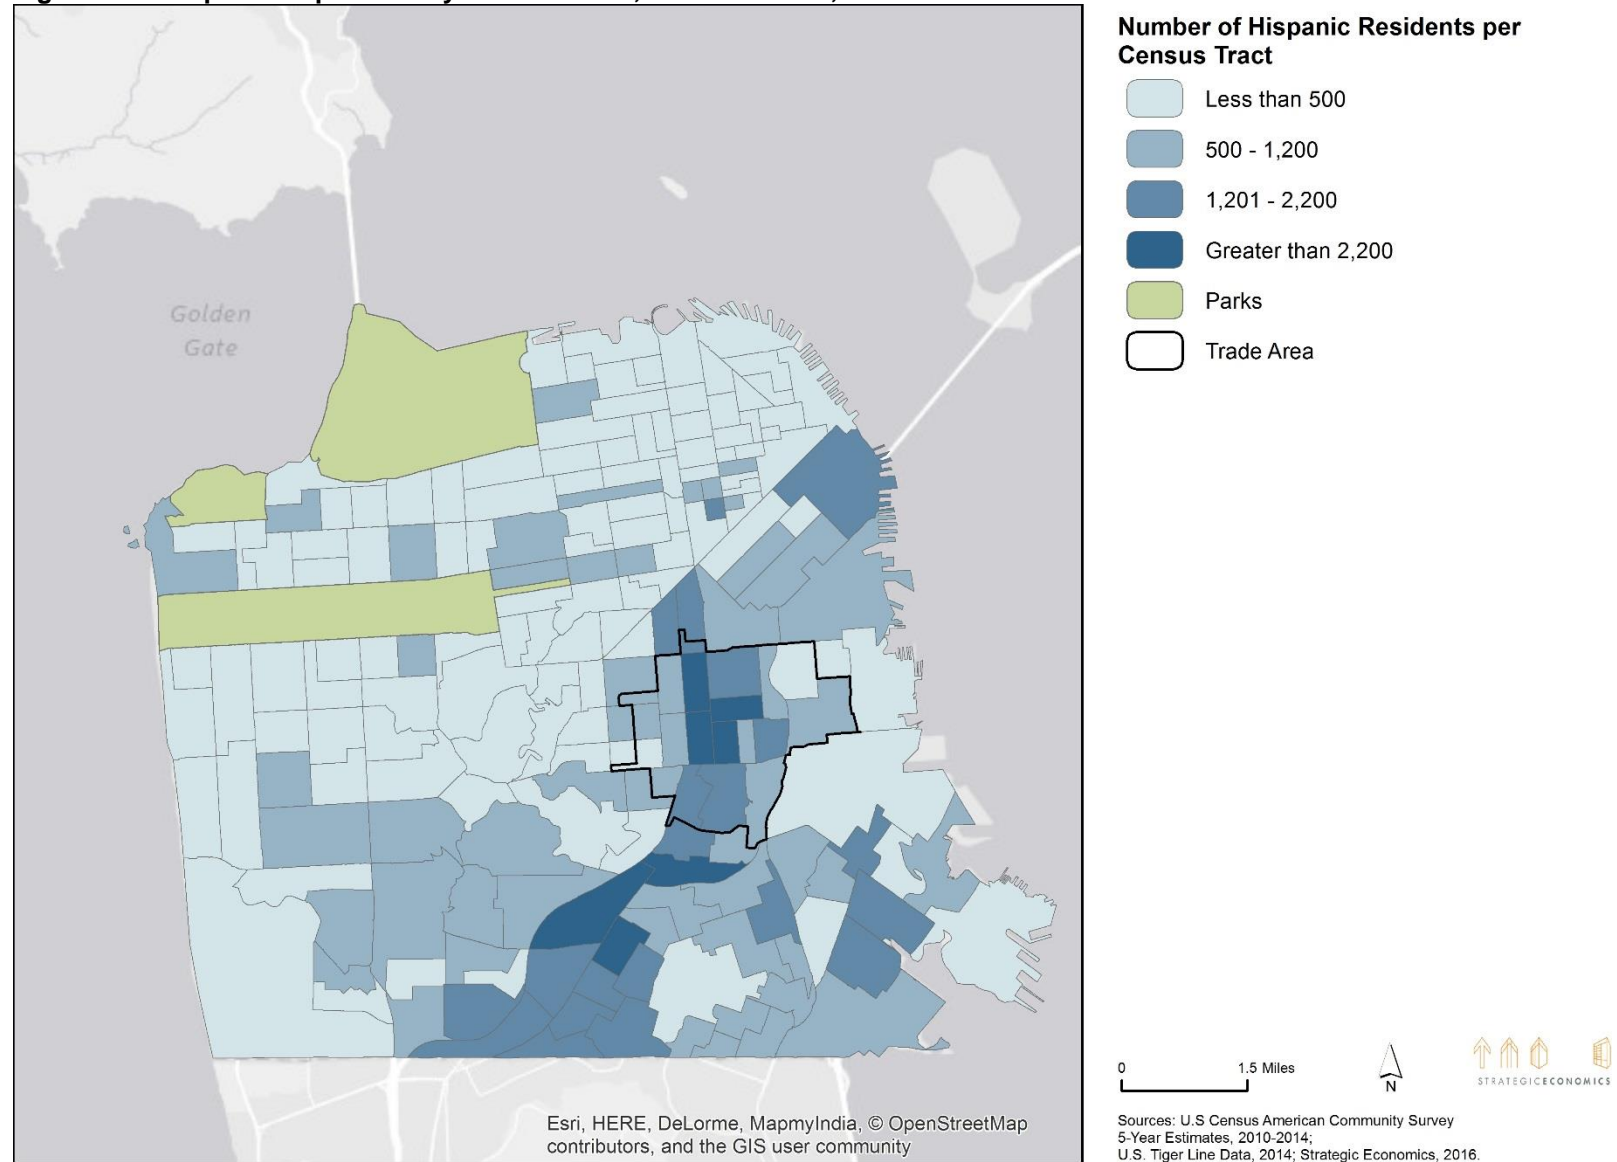 Number of Hispanic Residents per
Census Tract
Less than 500
500 - 1,200
1,201 - 2,200
Greater than 2,200
Parks
Trade Area
Golden
Gate
0 1.5 Miles
N
STRATEGICECONOMICS
Esri, HERE, DeLorme, MapmyIndia, © OpenStreetMap
contributors, and the GIS user community
Sources: U.S Census American Community Survey
5-Year Estimates, 2010-2014;
U.S. Tiger Line Data, 2014; Strategic Economics, 2016.